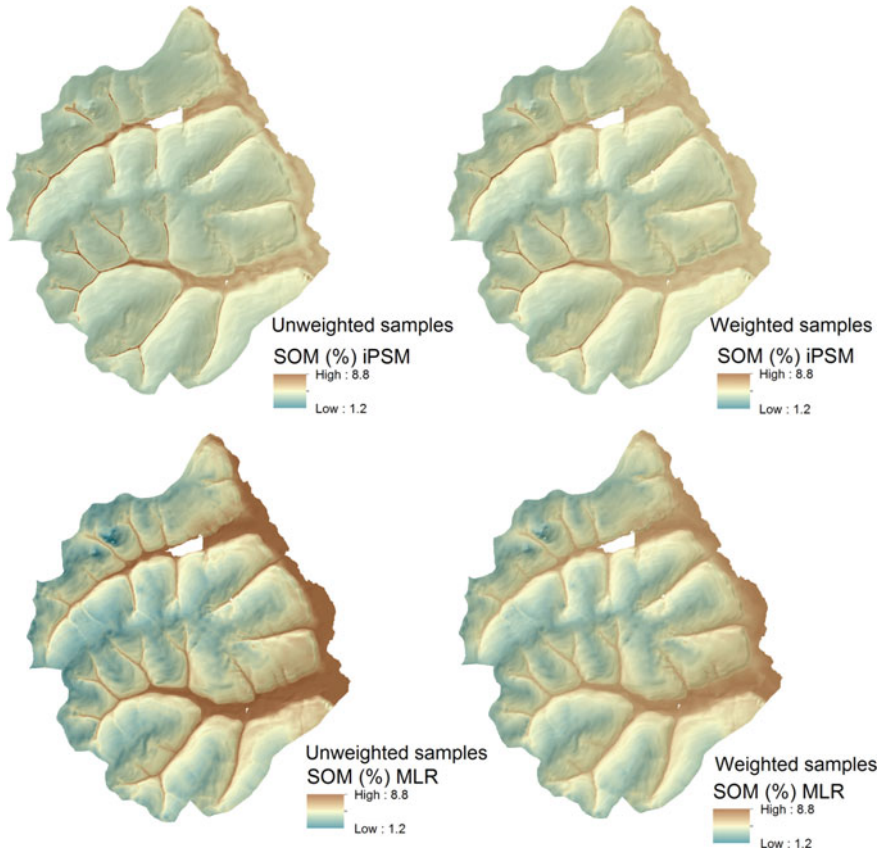 Unweighted samples
SOM (%) iPSM
High : 8.8
Low : 1.2
Weighted samples
SOM (%) iPSM
High : 8.8
Low : 1.2
Unweighted samples
SOM (%) MLR
High : 8.8
Low : 1.2
Weighted samples
SOM (%) MLR
High : 8.8
Low : 1.2